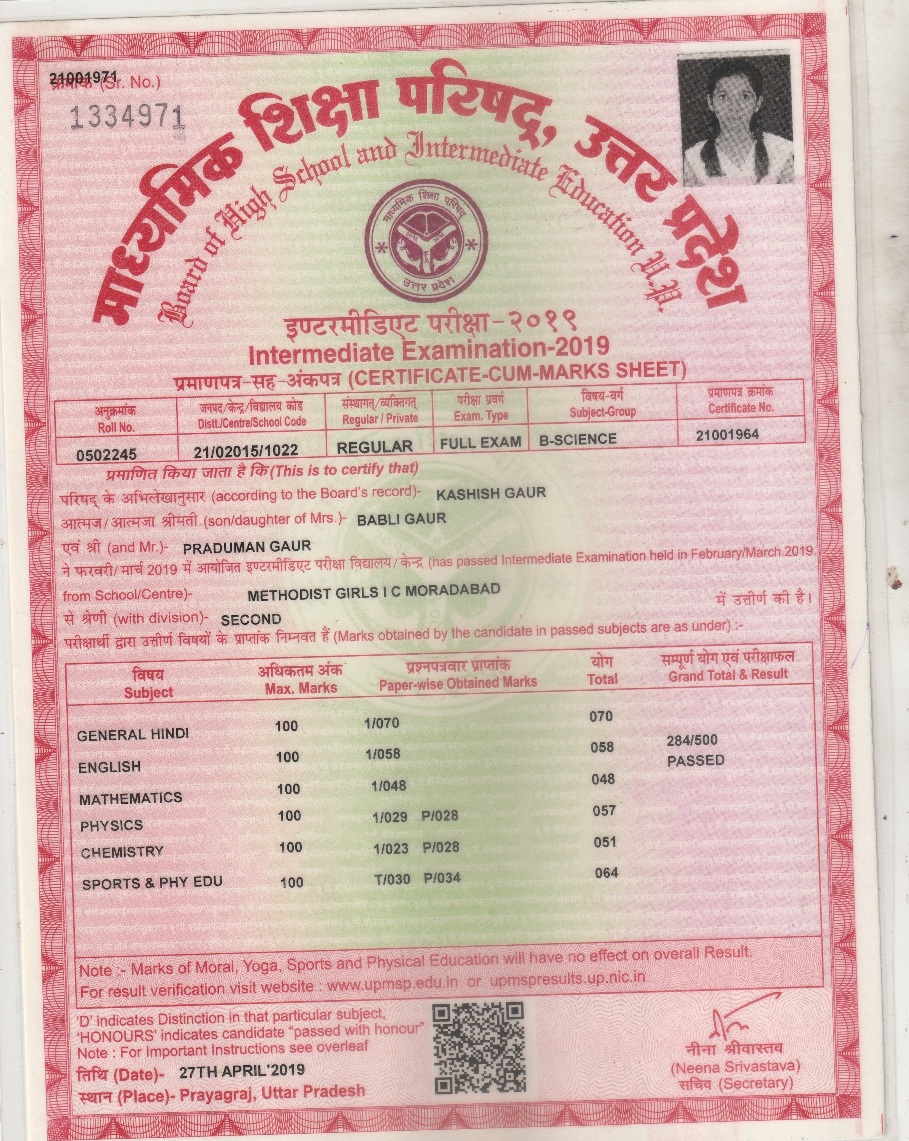 21001971
क्रमांक (Sr. No.)
1334971
माध्यमिक शिक्षा परिषद्, उत्तर प्रदेश
Board of High School and Intermediate Education U.P.
माध्यमिक शिक्षा परिषद्
उत्तर प्रदेश
इण्टरमीडिएट परीक्षा-२०१९
Intermediate Examination-2019
प्रमाणपत्र-सह-अंकपत्र (CERTIFICATE-CUM-MARKS SHEET)
अनुक्रमांक जनपद/केन्द्र/विद्यालय कोड संस्थागत/व्यक्तिगत् परीक्षा प्रवर्ग विषय-वर्ग प्रमाणपत्र क्रमांक
Roll No. Distt./Centre/School Code Regular / Private Exam. Type Subject-Group Certificate No.
0502245 21/02015/1022 REGULAR FULL EXAM B-SCIENCE 21001964
प्रमाणित किया जाता है कि (This is to certify that)
परिषद् के अभिलेखानुसार (according to the Board's record)- KASHISH GAUR
आत्मज/आत्मजा श्रीमती (son/daughter of Mrs.)- BABLI GAUR
एवं श्री (and Mr.)- PRADUMAN GAUR
ने फरवरी/मार्च 2019 में आयोजित इण्टरमीडिएट परीक्षा विद्यालय/केन्द्र (has passed Intermediate Examination held in February/March 2019,
from School/Centre)- METHODIST GIRLS I C MORADABAD में उत्तीर्ण की है।
से श्रेणी (with division)- SECOND
परीक्षार्थी द्वारा उत्तीर्ण विषयों के प्राप्तांक निम्नवत हैं (Marks obtained by the candidate in passed subjects are as under) :-
विषय अधिकतम अंक प्रश्नपत्रवार प्राप्तांक योग सम्पूर्ण योग एवं परीक्षाफल
Subject Max. Marks Paper-wise Obtained Marks Total Grand Total & Result
GENERAL HINDI 100 1/070 070
ENGLISH 100 1/058 058 284/500
PASSED
MATHEMATICS 100 1/048 048
PHYSICS 100 1/029 P/028 057
CHEMISTRY 100 1/023 P/028 051
SPORTS & PHY EDU 100 T/030 P/034 064
Note :- Marks of Moral, Yoga, Sports and Physical Education will have no effect on overall Result.
For result verification visit website : www.upmsp.edu.in or upmspresults.up.nic.in
'D' indicates Distinction in that particular subject,
'HONOURS' indicates candidate "passed with honour"
Note : For Important Instructions see overleaf
तिथि (Date)- 27TH APRIL'2019
स्थान (Place)- Prayagraj, Uttar Pradesh
नीना श्रीवास्तव
(Neena Srivastava)
सचिव (Secretary)